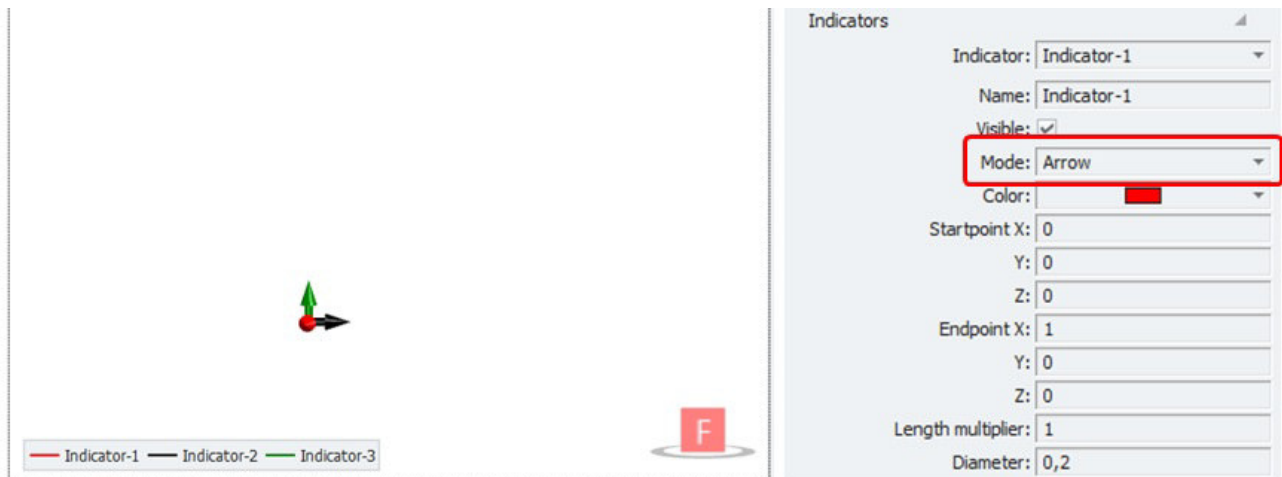 Indicators
Indicator: Indicator-1
Name: Indicator-1
Visible:
Mode: Arrow
Color:
Startpoint X: 0
Y: 0
Z: 0
Endpoint X: 1
Y: 0
Z: 0
Length multiplier: 1
Diameter: 0,2
F
Indicator-1 Indicator-2 Indicator-3